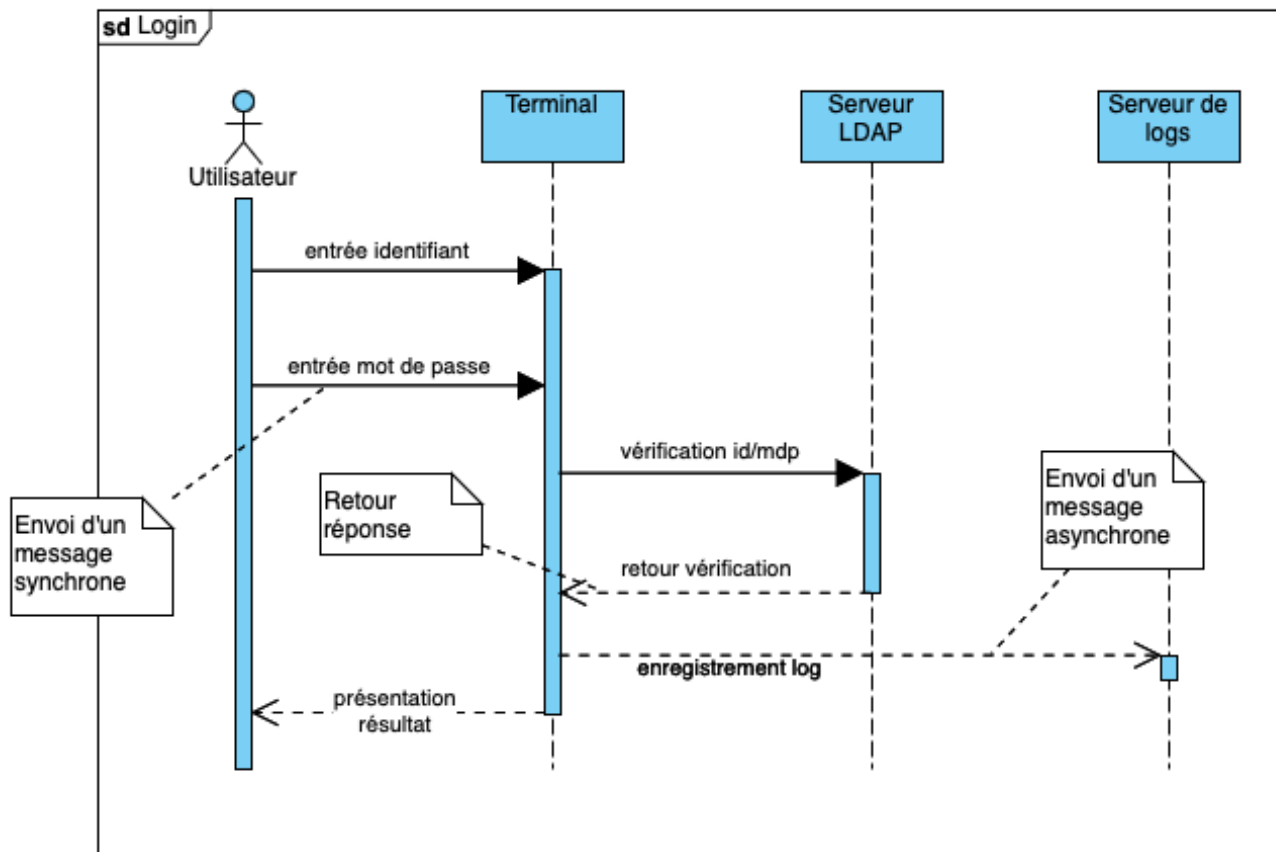 sd Login
Utilisateur
Terminal
Serveur
LDAP
Serveur de
logs
entrée identifiant
entrée mot de passe
vérification id/mdp
Envoi d'un
message
asynchrone
Retour
réponse
Envoi d'un
message
synchrone
retour vérification
enregistrement log
présentation
résultat